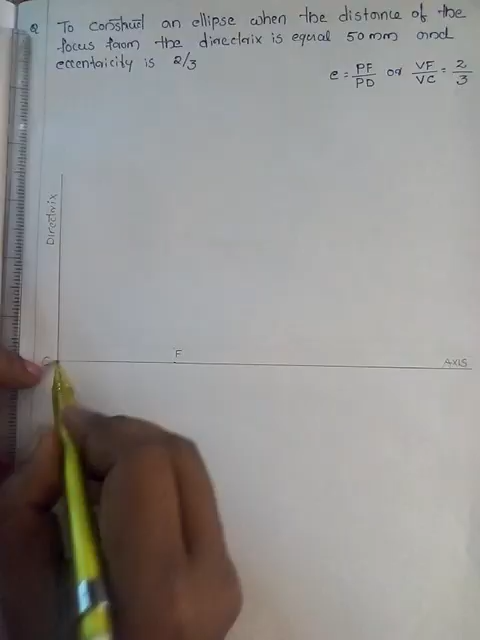 Q To construct an ellipse when the distance of the
focus from the directrix is equal 50mm and
eccentricity is 2/3
e = PF/PD or VF/VC = 2/3
Directrix
C F AXIS